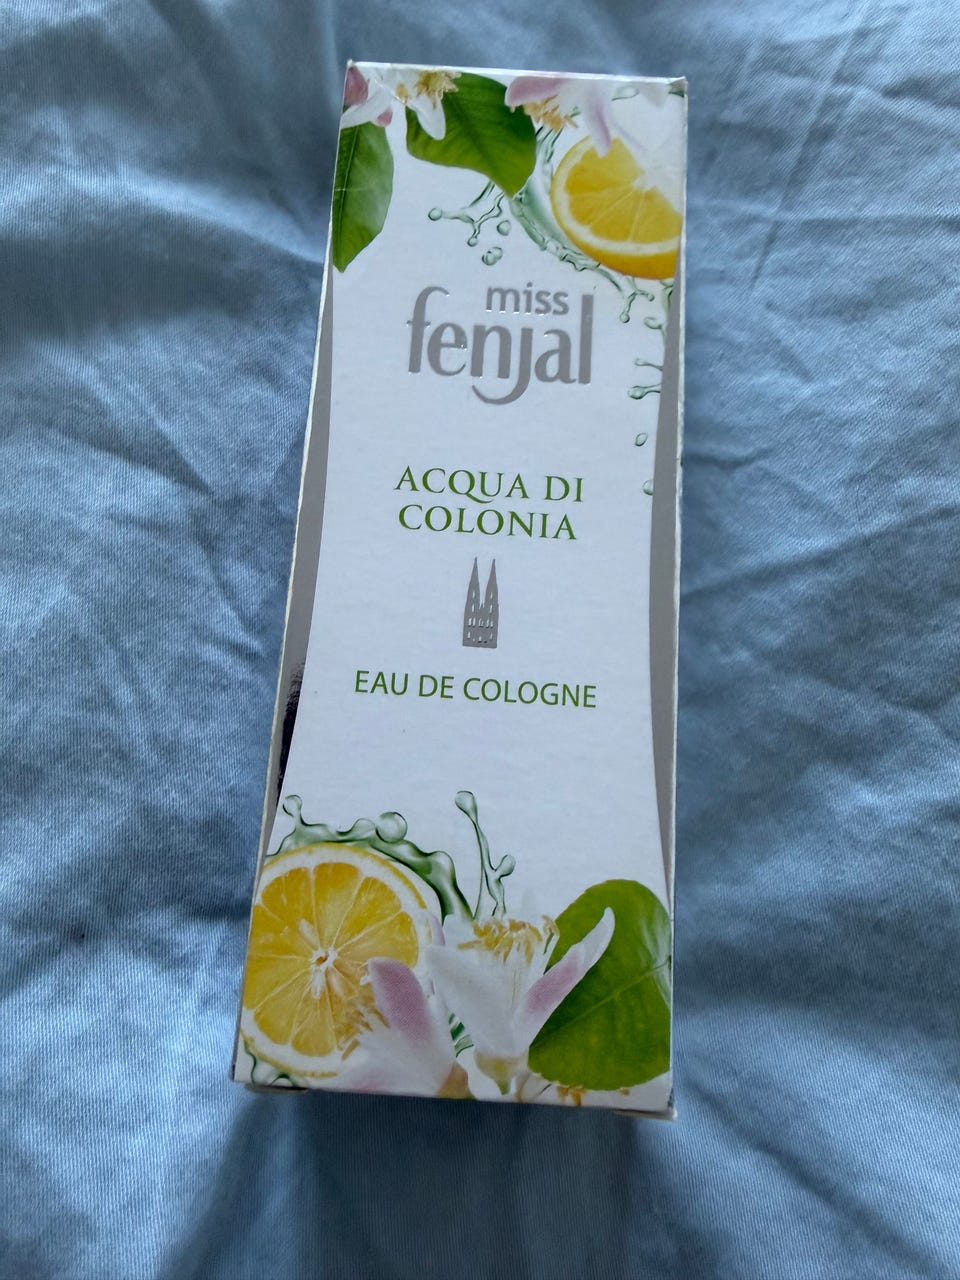 miss
fenjal
ACQUA DI
COLONIA
EAU DE COLOGNE